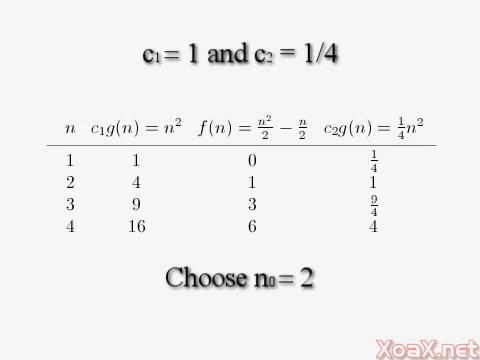 c₁ = 1 and c₂ = 1/4
n c₁g(n) = n² f(n) = n²/2 − n/2 c₂g(n) = 1/4 n²
1 1 0 1/4
2 4 1 1
3 9 3 9/4
4 16 6 4
Choose n₀ = 2
XoaX.net